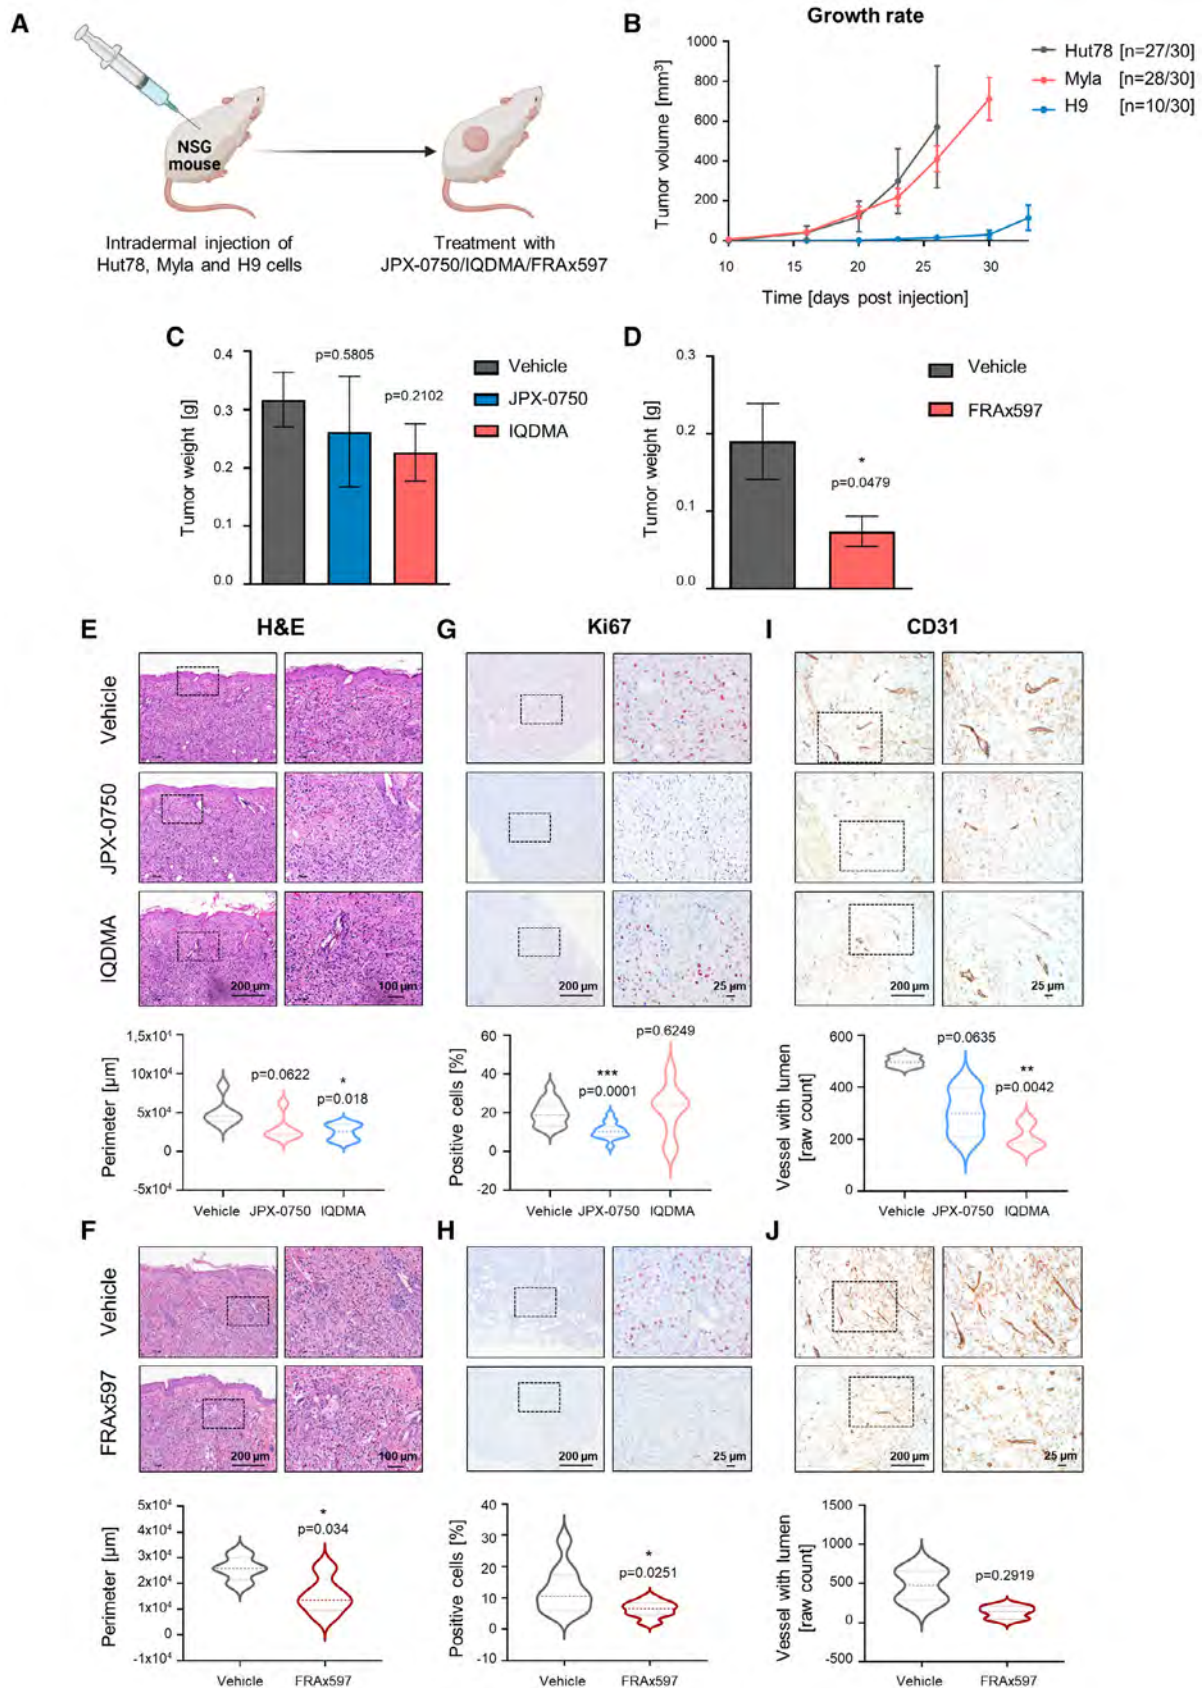 A
NSG
mouse
Intradermal injection of
Hut78, Myla and H9 cells
Treatment with
JPX-0750/IQDMA/FRAx597
B
Growth rate
Tumor volume [mm³]
1000
800
600
400
200
0
10
15
20
25
30
Time [days post injection]
Hut78 [n=27/30]
Myla [n=28/30]
H9 [n=10/30]
C
Tumor weight [g]
0.4
0.3
0.2
0.1
0.0
p=0.5805
p=0.2102
Vehicle
JPX-0750
IQDMA
D
Tumor weight [g]
0.3
0.2
0.1
0.0
*
p=0.0479
Vehicle
FRAx597
E
H&E
Vehicle
JPX-0750
IQDMA
200 µm
100 µm
Perimeter [µm]
1,5x10⁴
10x10⁴
5x10⁴
0
-5x10⁴
p=0.0622
*
p=0.018
Vehicle JPX-0750 IQDMA
G
Ki67
200 µm
25 µm
Positive cells [%]
60
40
20
0
-20
***
p=0.0001
p=0.6249
Vehicle JPX-0750 IQDMA
I
CD31
200 µm
25 µm
Vessel with lumen
[raw count]
600
400
200
0
p=0.0635
**
p=0.0042
Vehicle JPX-0750 IQDMA
F
Vehicle
FRAx597
200 µm
100 µm
Perimeter [µm]
5x10⁴
4x10⁴
3x10⁴
2x10⁴
1x10⁴
0
-1x10⁴
*
p=0.034
Vehicle FRAx597
H
200 µm
25 µm
Positive cells [%]
40
30
20
10
0
-10
*
p=0.0251
Vehicle FRAx597
J
200 µm
25 µm
Vessel with lumen
[raw count]
1500
1000
500
0
-500
p=0.2919
Vehicle FRAx597